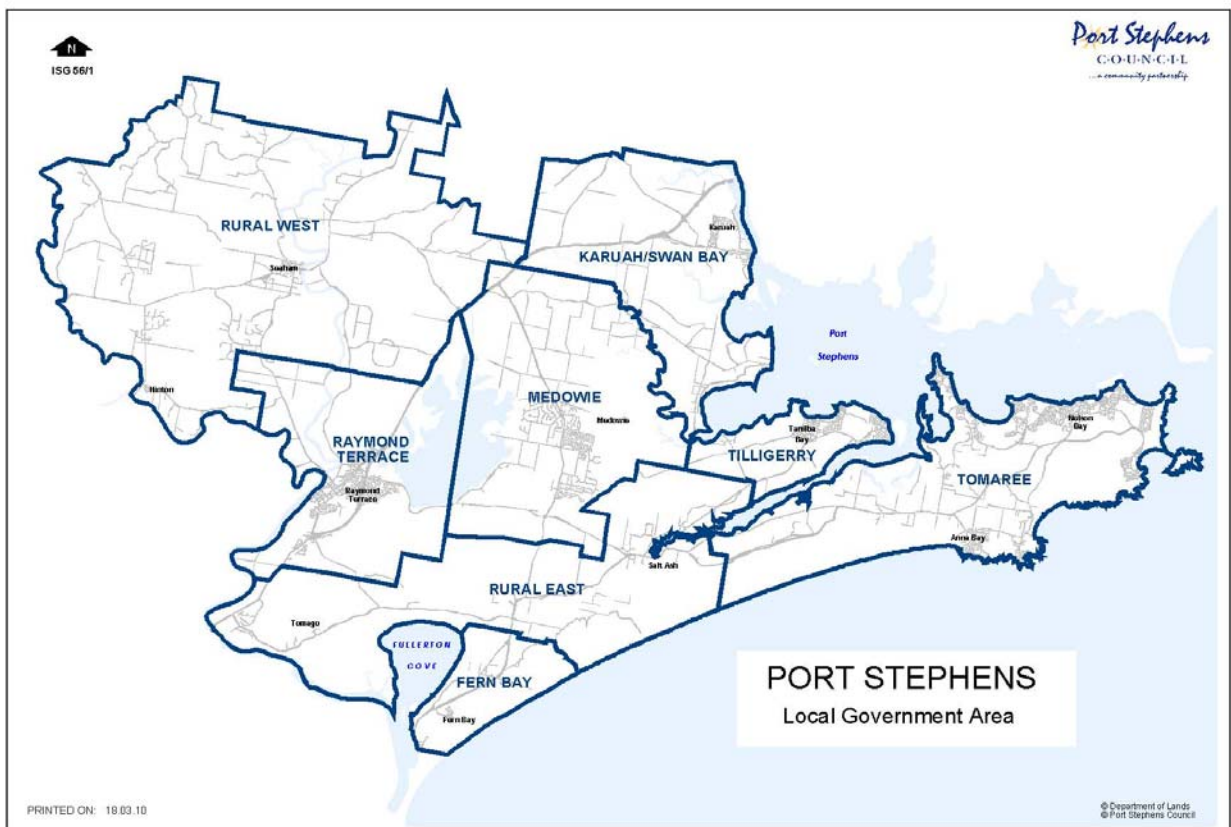 N
ISG 56/1
Port Stephens
C·O·U·N·C·I·L
...a community partnership
RURAL WEST
Karuah
KARUAH/SWAN BAY
Seaham
Port
Stephens
Hinton
MEDOWIE
Medowie
Nelson
Bay
Tanilba
Bay
RAYMOND
TERRACE
TILLIGERRY
TOMAREE
Raymond
Terrace
Anna Bay
Salt Ash
RURAL EAST
Tomago
FULLERTON
COVE
FERN BAY
Fern Bay
PORT STEPHENS
Local Government Area
PRINTED ON: 18.03.10
© Department of Lands
© Port Stephens Council